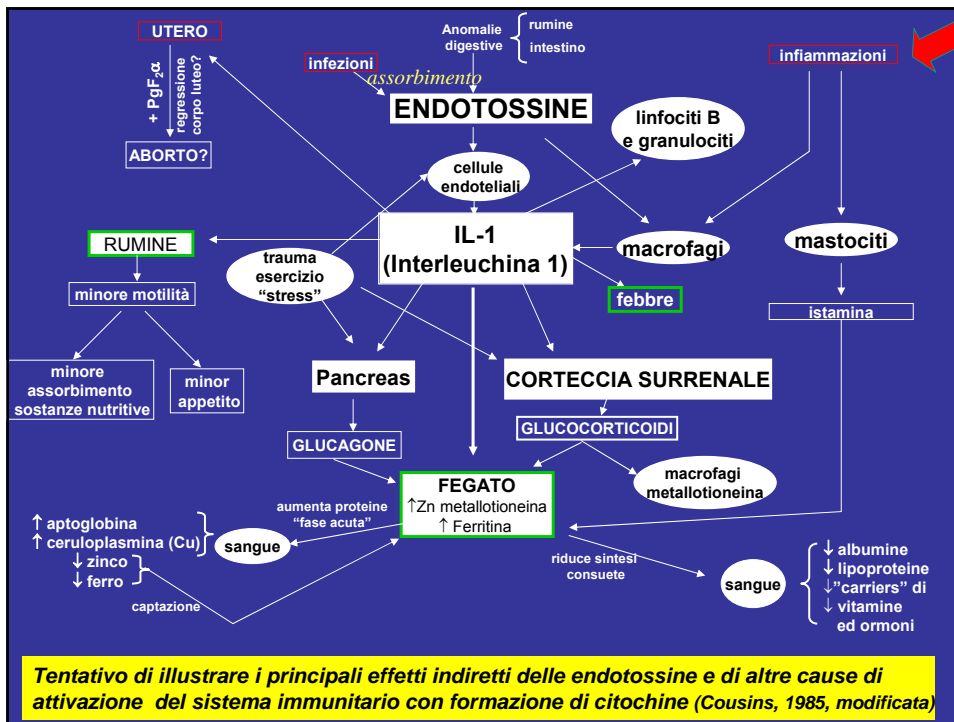 UTERO
+ PgF₂α
regressione
corpo luteo?
ABORTO?
Anomalie
digestive
rumine
intestino
infezioni
assorbimento
ENDOTOSSINE
infiammazioni
linfociti B
e granulociti
cellule
endoteliali
IL-1
(Interleuchina 1)
macrofagi
mastociti
RUMINE
trauma
esercizio
“stress”
febbre
minore motilità
istamina
minore
assorbimento
sostanze nutritive
minor
appetito
Pancreas
CORTECCIA SURRENALE
GLUCAGONE
GLUCOCORTICOIDI
macrofagi
metallotioneina
FEGATO
↑Zn metallotioneina
↑ Ferritina
aumenta proteine
“fase acuta”
↑ aptoglobina
↑ ceruloplasmina (Cu)
↓ zinco
↓ ferro
sangue
captazione
riduce sintesi
consuete
sangue
↓ albumine
↓ lipoproteine
↓”carriers” di
↓ vitamine
ed ormoni
Tentativo di illustrare i principali effetti indiretti delle endotossine e di altre cause di
attivazione del sistema immunitario con formazione di citochine (Cousins, 1985, modificata)